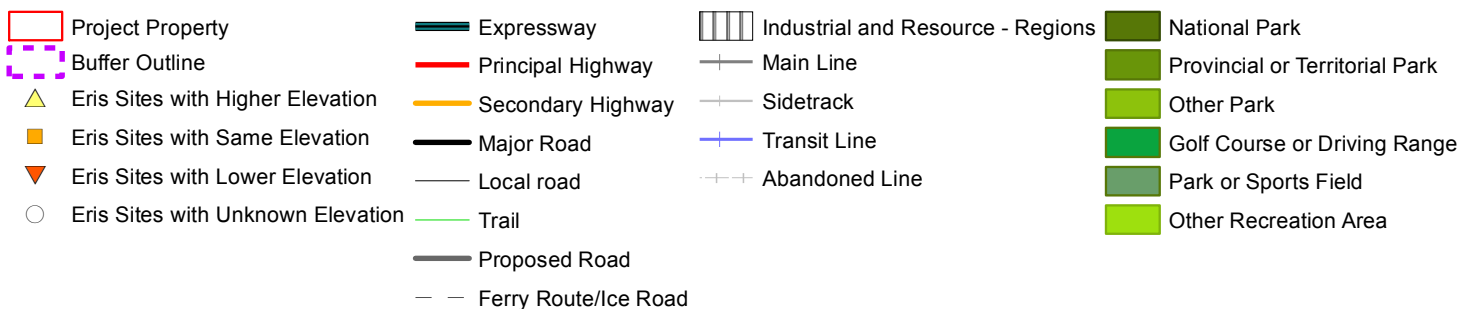 Project Property
Buffer Outline
Eris Sites with Higher Elevation
Eris Sites with Same Elevation
Eris Sites with Lower Elevation
Eris Sites with Unknown Elevation
Expressway
Principal Highway
Secondary Highway
Major Road
Local road
Trail
Proposed Road
Ferry Route/Ice Road
Industrial and Resource - Regions
Main Line
Sidetrack
Transit Line
Abandoned Line
National Park
Provincial or Territorial Park
Other Park
Golf Course or Driving Range
Park or Sports Field
Other Recreation Area